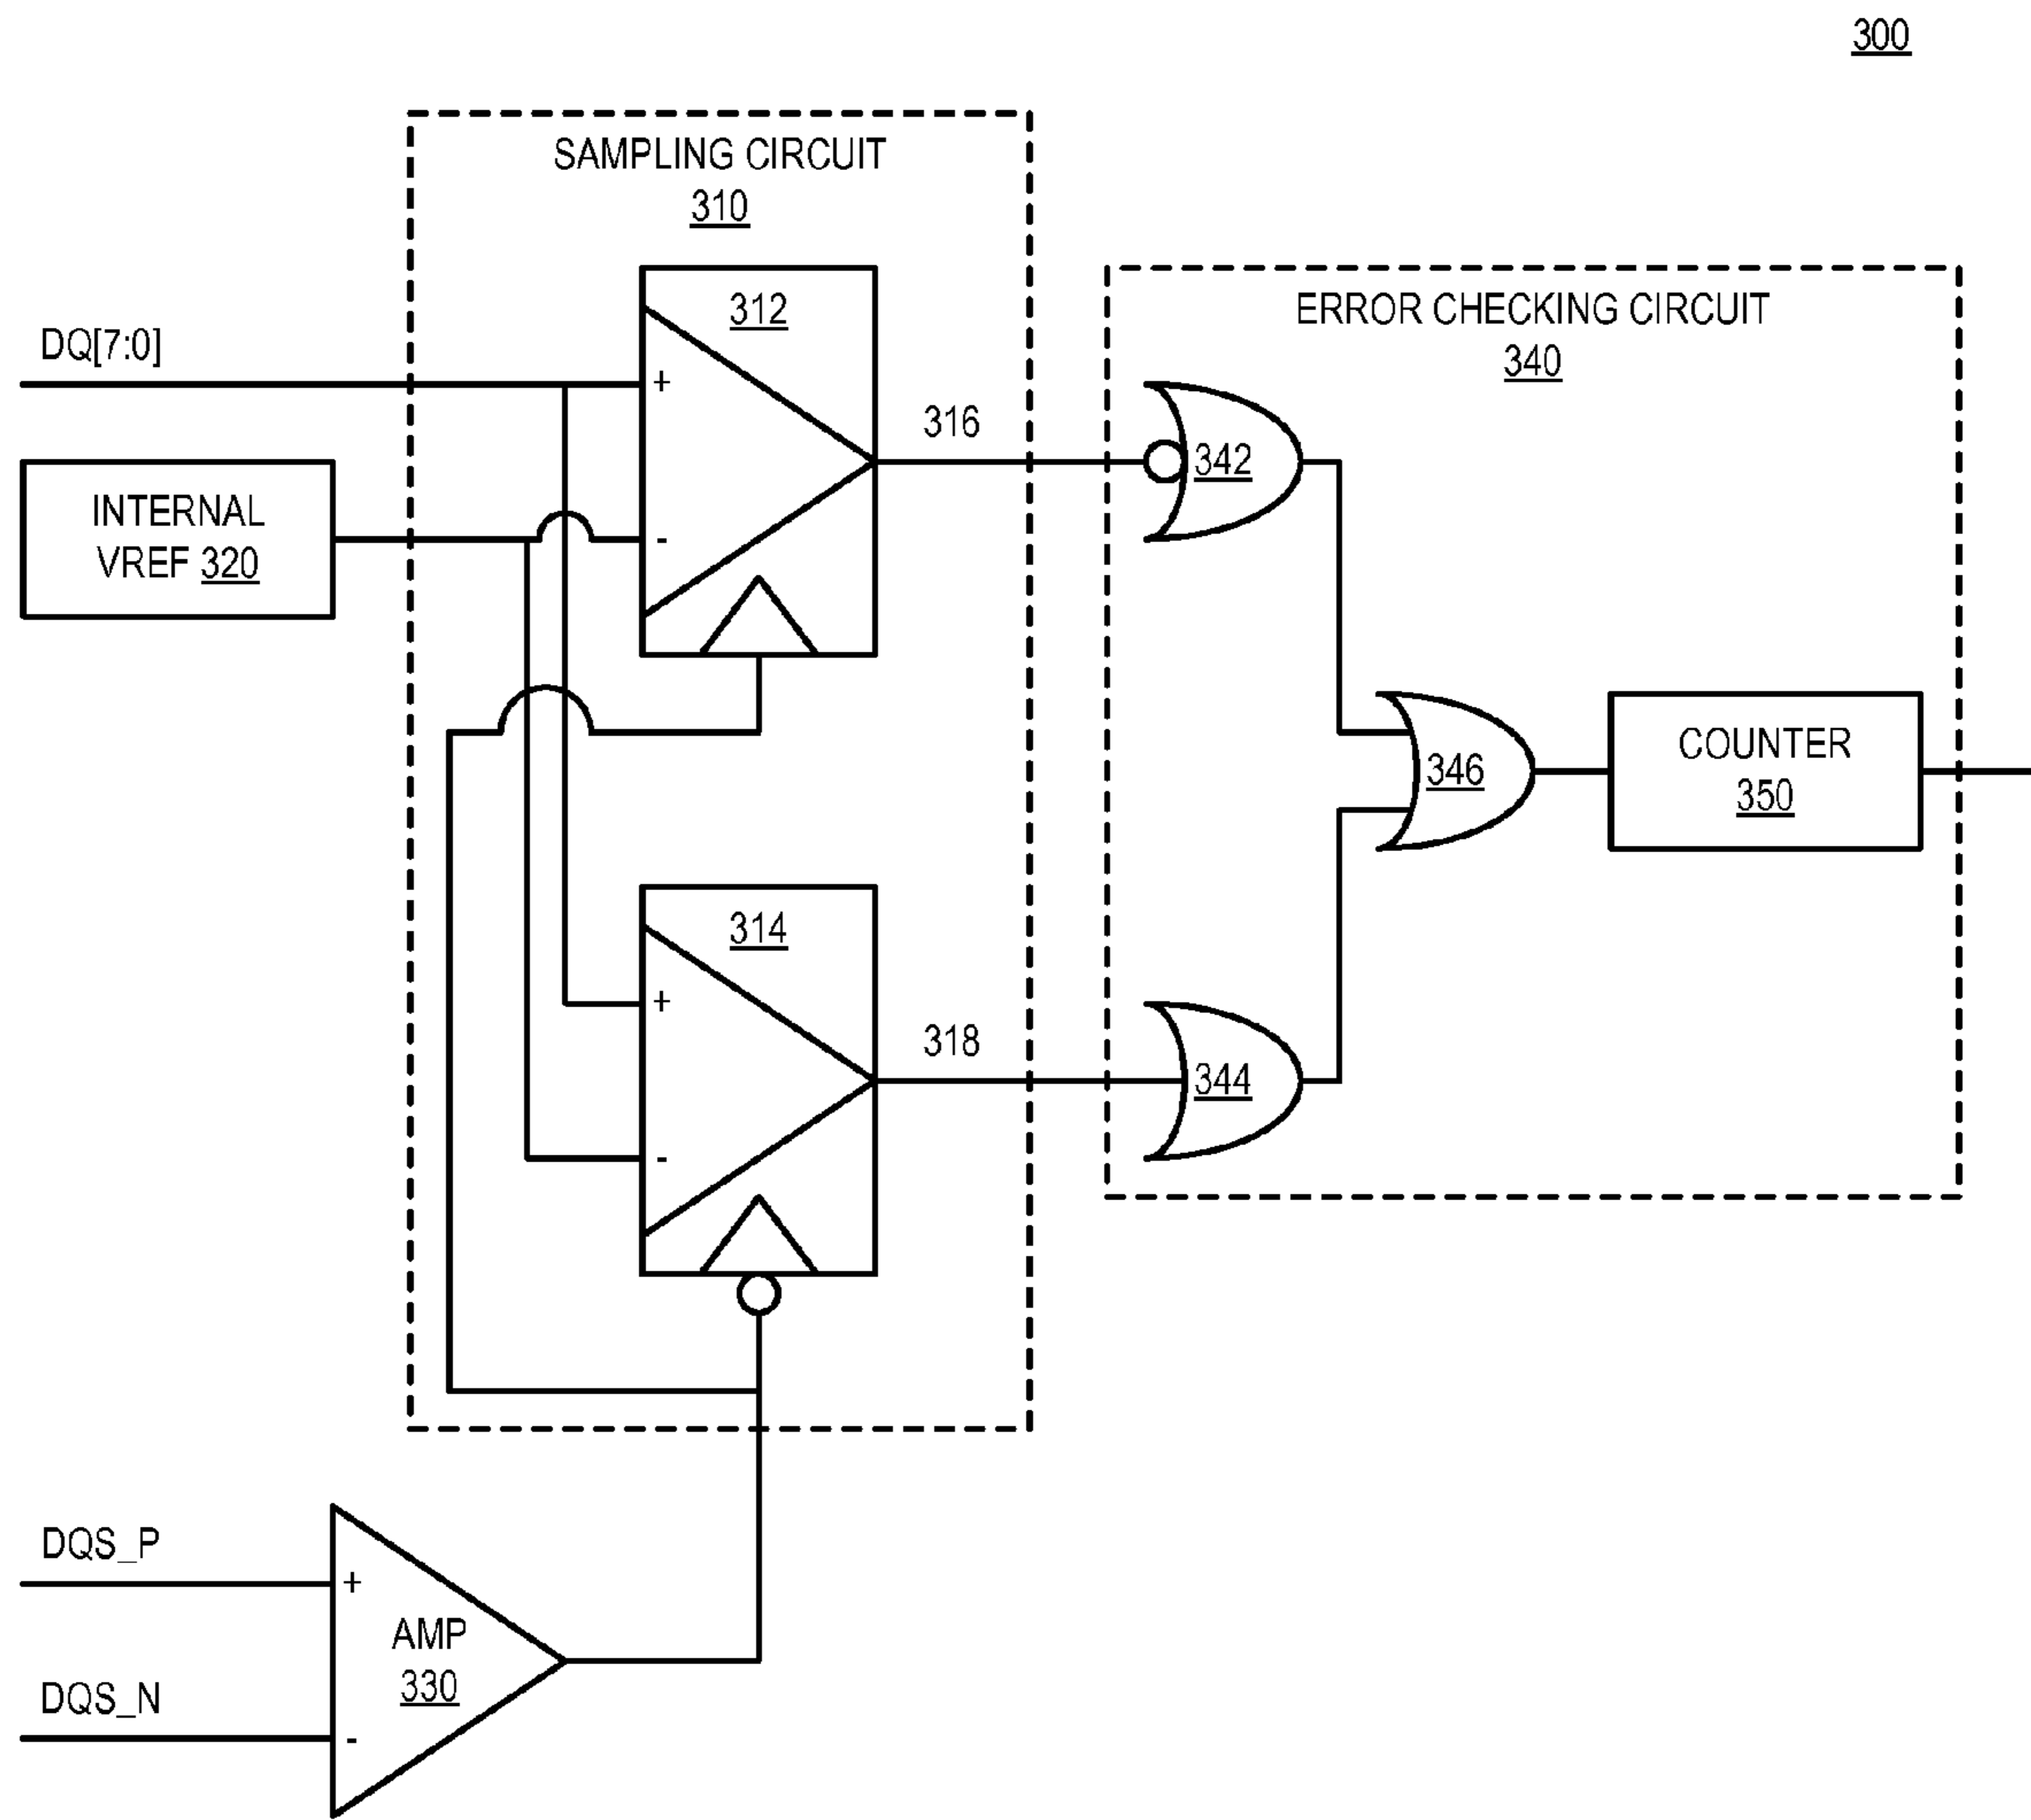 300
SAMPLING CIRCUIT
310
312
ERROR CHECKING CIRCUIT
340
DQ[7:0]
+
316
342
INTERNAL
VREF 320
-
346
COUNTER
350
314
+
318
344
-
DQS_P
+
AMP
330
DQS_N
-